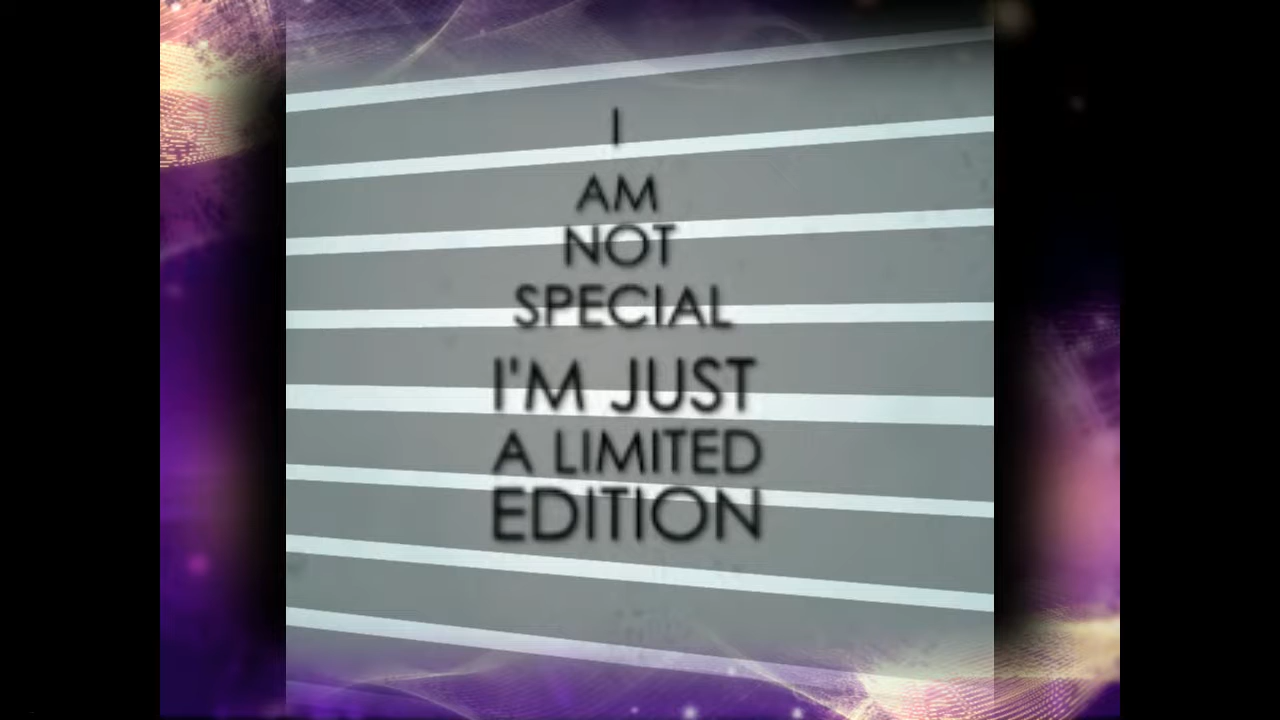 I
AM
NOT
SPECIAL
I'M JUST
A LIMITED
EDITION